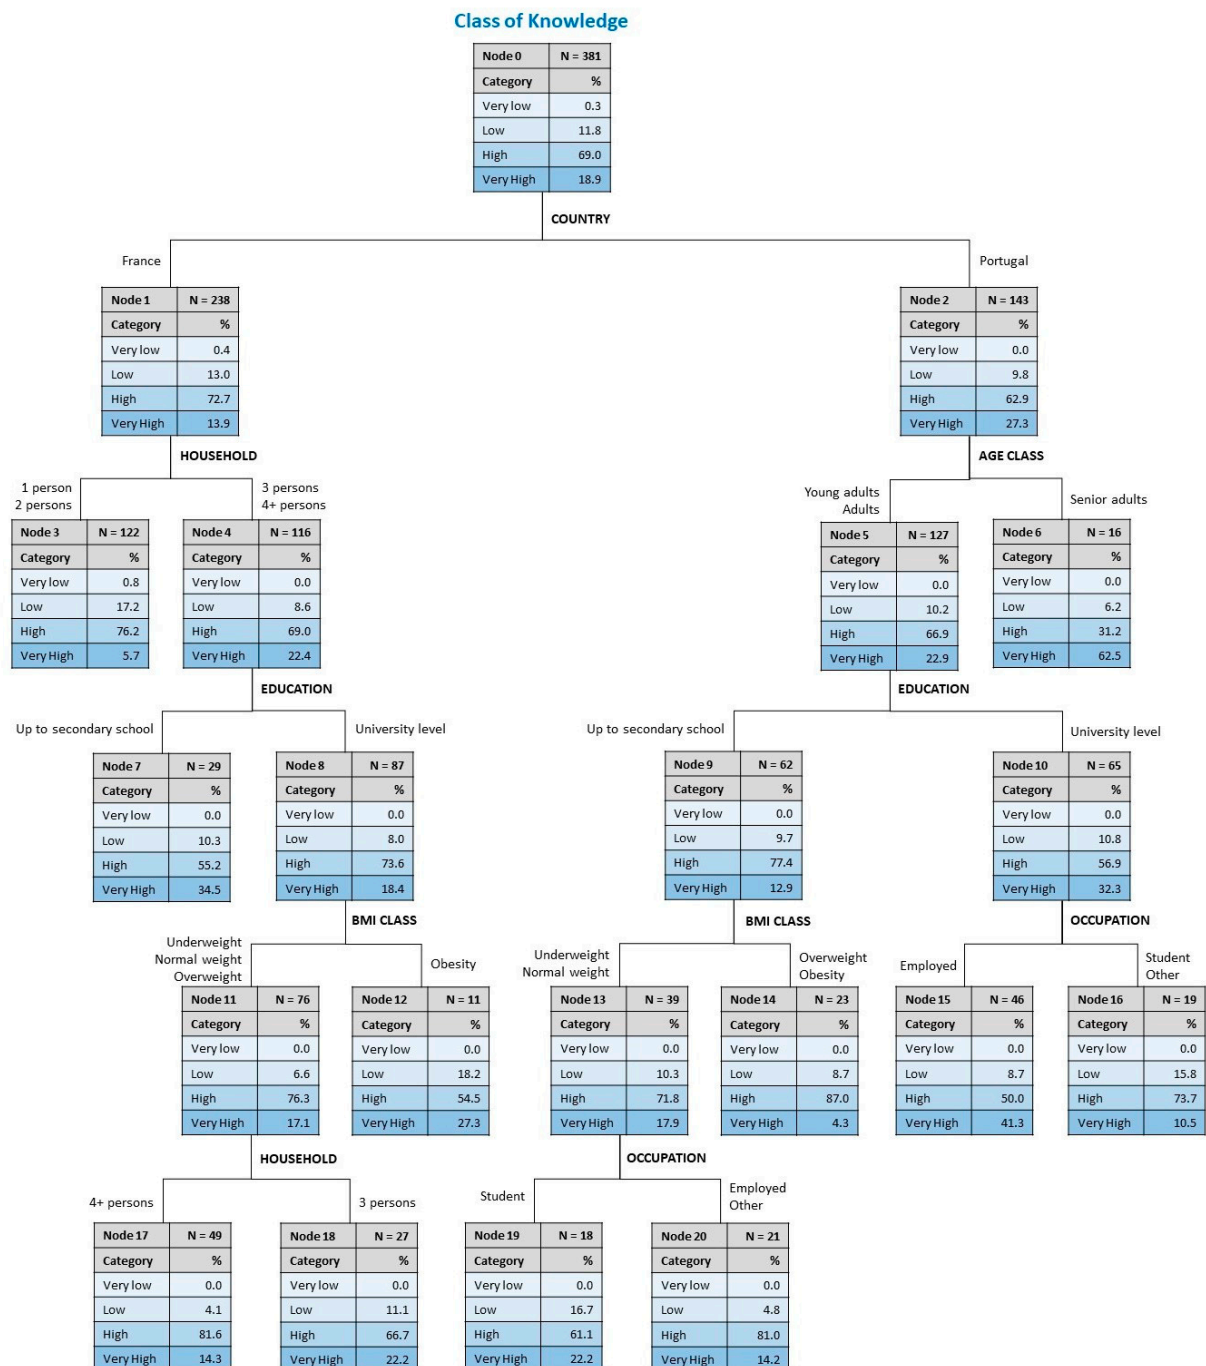 Class of Knowledge
Node 0 N = 381
Category %
Very low 0.3
Low 11.8
High 69.0
Very High 18.9
COUNTRY
France
Portugal
Node 1 N = 238
Category %
Very low 0.4
Low 13.0
High 72.7
Very High 13.9
Node 2 N = 143
Category %
Very low 0.0
Low 9.8
High 62.9
Very High 27.3
HOUSEHOLD
AGE CLASS
1 person
2 persons
3 persons
4+ persons
Young adults
Adults
Senior adults
Node 3 N = 122
Category %
Very low 0.8
Low 17.2
High 76.2
Very High 5.7
Node 4 N = 116
Category %
Very low 0.0
Low 8.6
High 69.0
Very High 22.4
Node 5 N = 127
Category %
Very low 0.0
Low 10.2
High 66.9
Very High 22.9
Node 6 N = 16
Category %
Very low 0.0
Low 6.2
High 31.2
Very High 62.5
EDUCATION
EDUCATION
Up to secondary school
University level
Up to secondary school
University level
Node 7 N = 29
Category %
Very low 0.0
Low 10.3
High 55.2
Very High 34.5
Node 8 N = 87
Category %
Very low 0.0
Low 8.0
High 73.6
Very High 18.4
Node 9 N = 62
Category %
Very low 0.0
Low 9.7
High 77.4
Very High 12.9
Node 10 N = 65
Category %
Very low 0.0
Low 10.8
High 56.9
Very High 32.3
BMI CLASS
BMI CLASS
OCCUPATION
Underweight
Normal weight
Overweight
Obesity
Underweight
Normal weight
Overweight
Obesity
Employed
Student
Other
Node 11 N = 76
Category %
Very low 0.0
Low 6.6
High 76.3
Very High 17.1
Node 12 N = 11
Category %
Very low 0.0
Low 18.2
High 54.5
Very High 27.3
Node 13 N = 39
Category %
Very low 0.0
Low 10.3
High 71.8
Very High 17.9
Node 14 N = 23
Category %
Very low 0.0
Low 8.7
High 87.0
Very High 4.3
Node 15 N = 46
Category %
Very low 0.0
Low 8.7
High 50.0
Very High 41.3
Node 16 N = 19
Category %
Very low 0.0
Low 15.8
High 73.7
Very High 10.5
HOUSEHOLD
OCCUPATION
4+ persons
3 persons
Student
Employed
Other
Node 17 N = 49
Category %
Very low 0.0
Low 4.1
High 81.6
Very High 14.3
Node 18 N = 27
Category %
Very low 0.0
Low 11.1
High 66.7
Very High 22.2
Node 19 N = 18
Category %
Very low 0.0
Low 16.7
High 61.1
Very High 22.2
Node 20 N = 21
Category %
Very low 0.0
Low 4.8
High 81.0
Very High 14.2